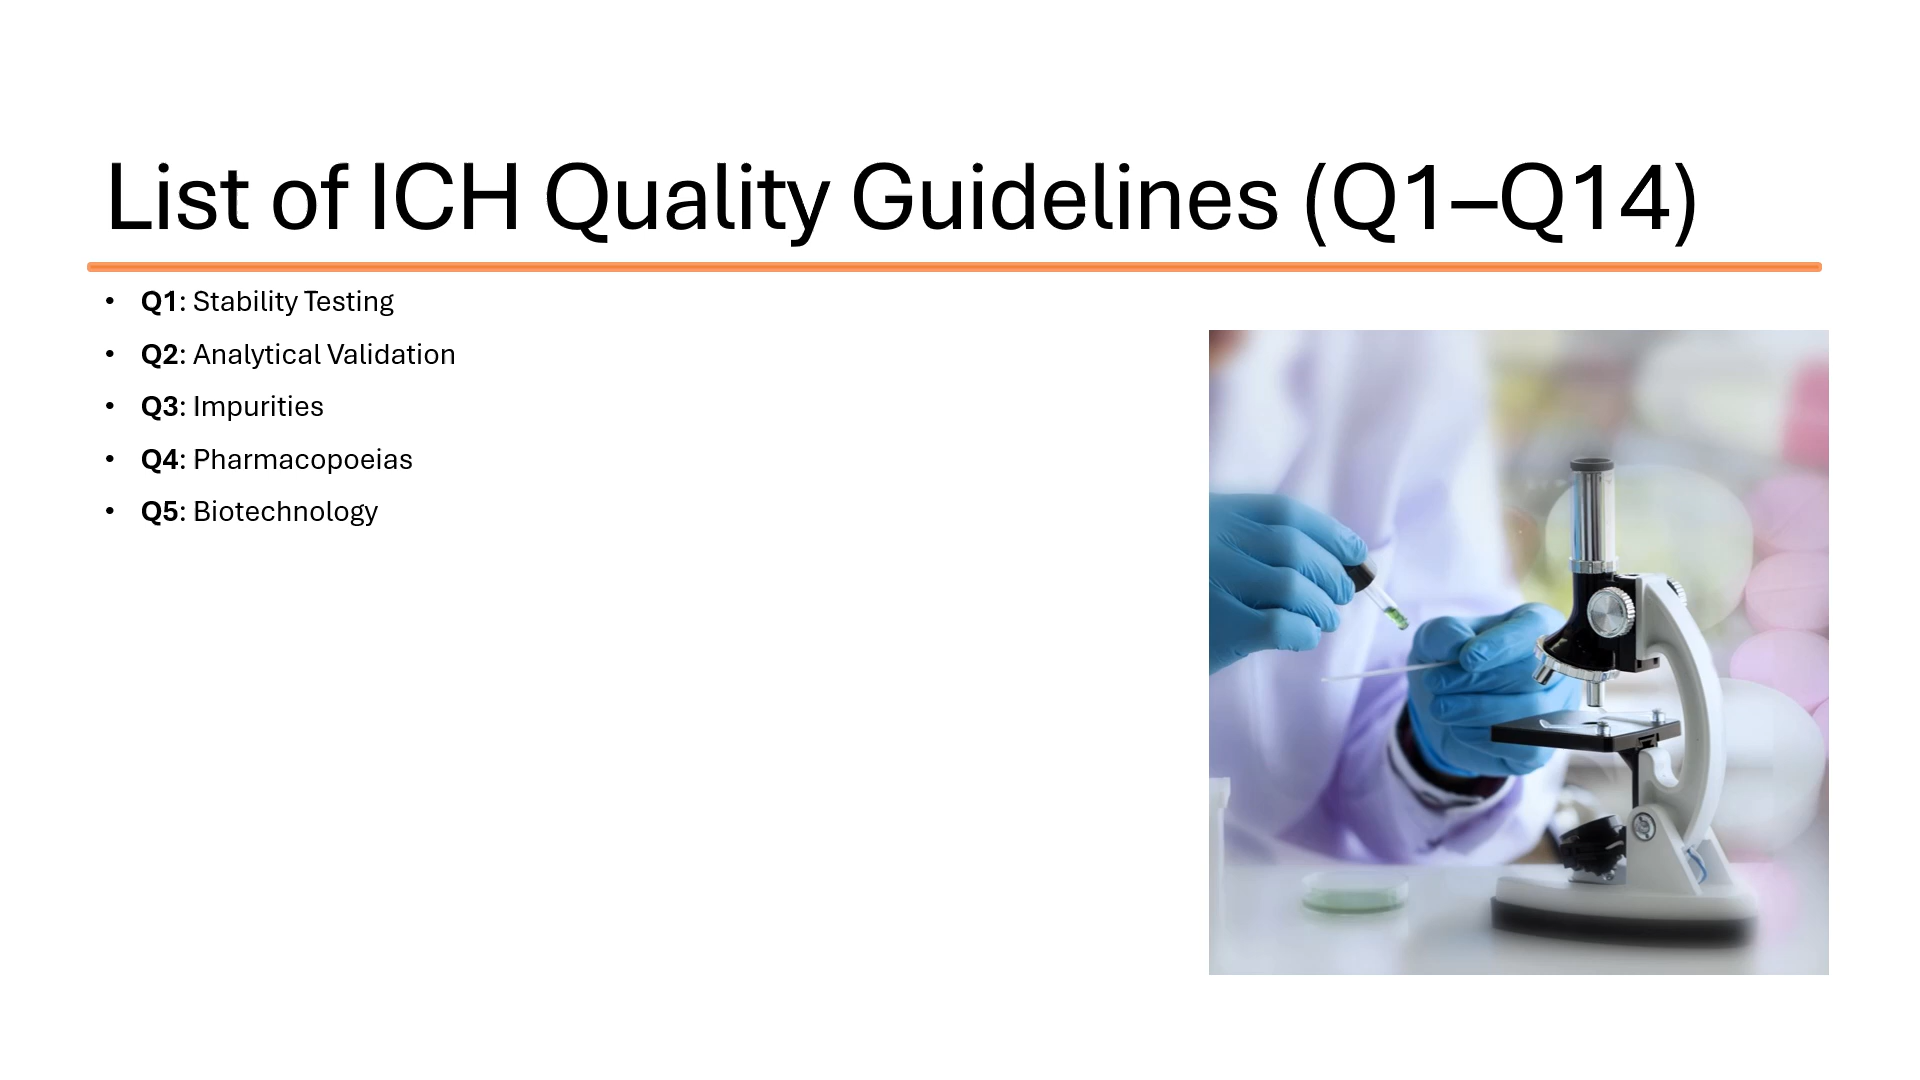 List of ICH Quality Guidelines (Q1–Q14)
• Q1: Stability Testing
• Q2: Analytical Validation
• Q3: Impurities
• Q4: Pharmacopoeias
• Q5: Biotechnology